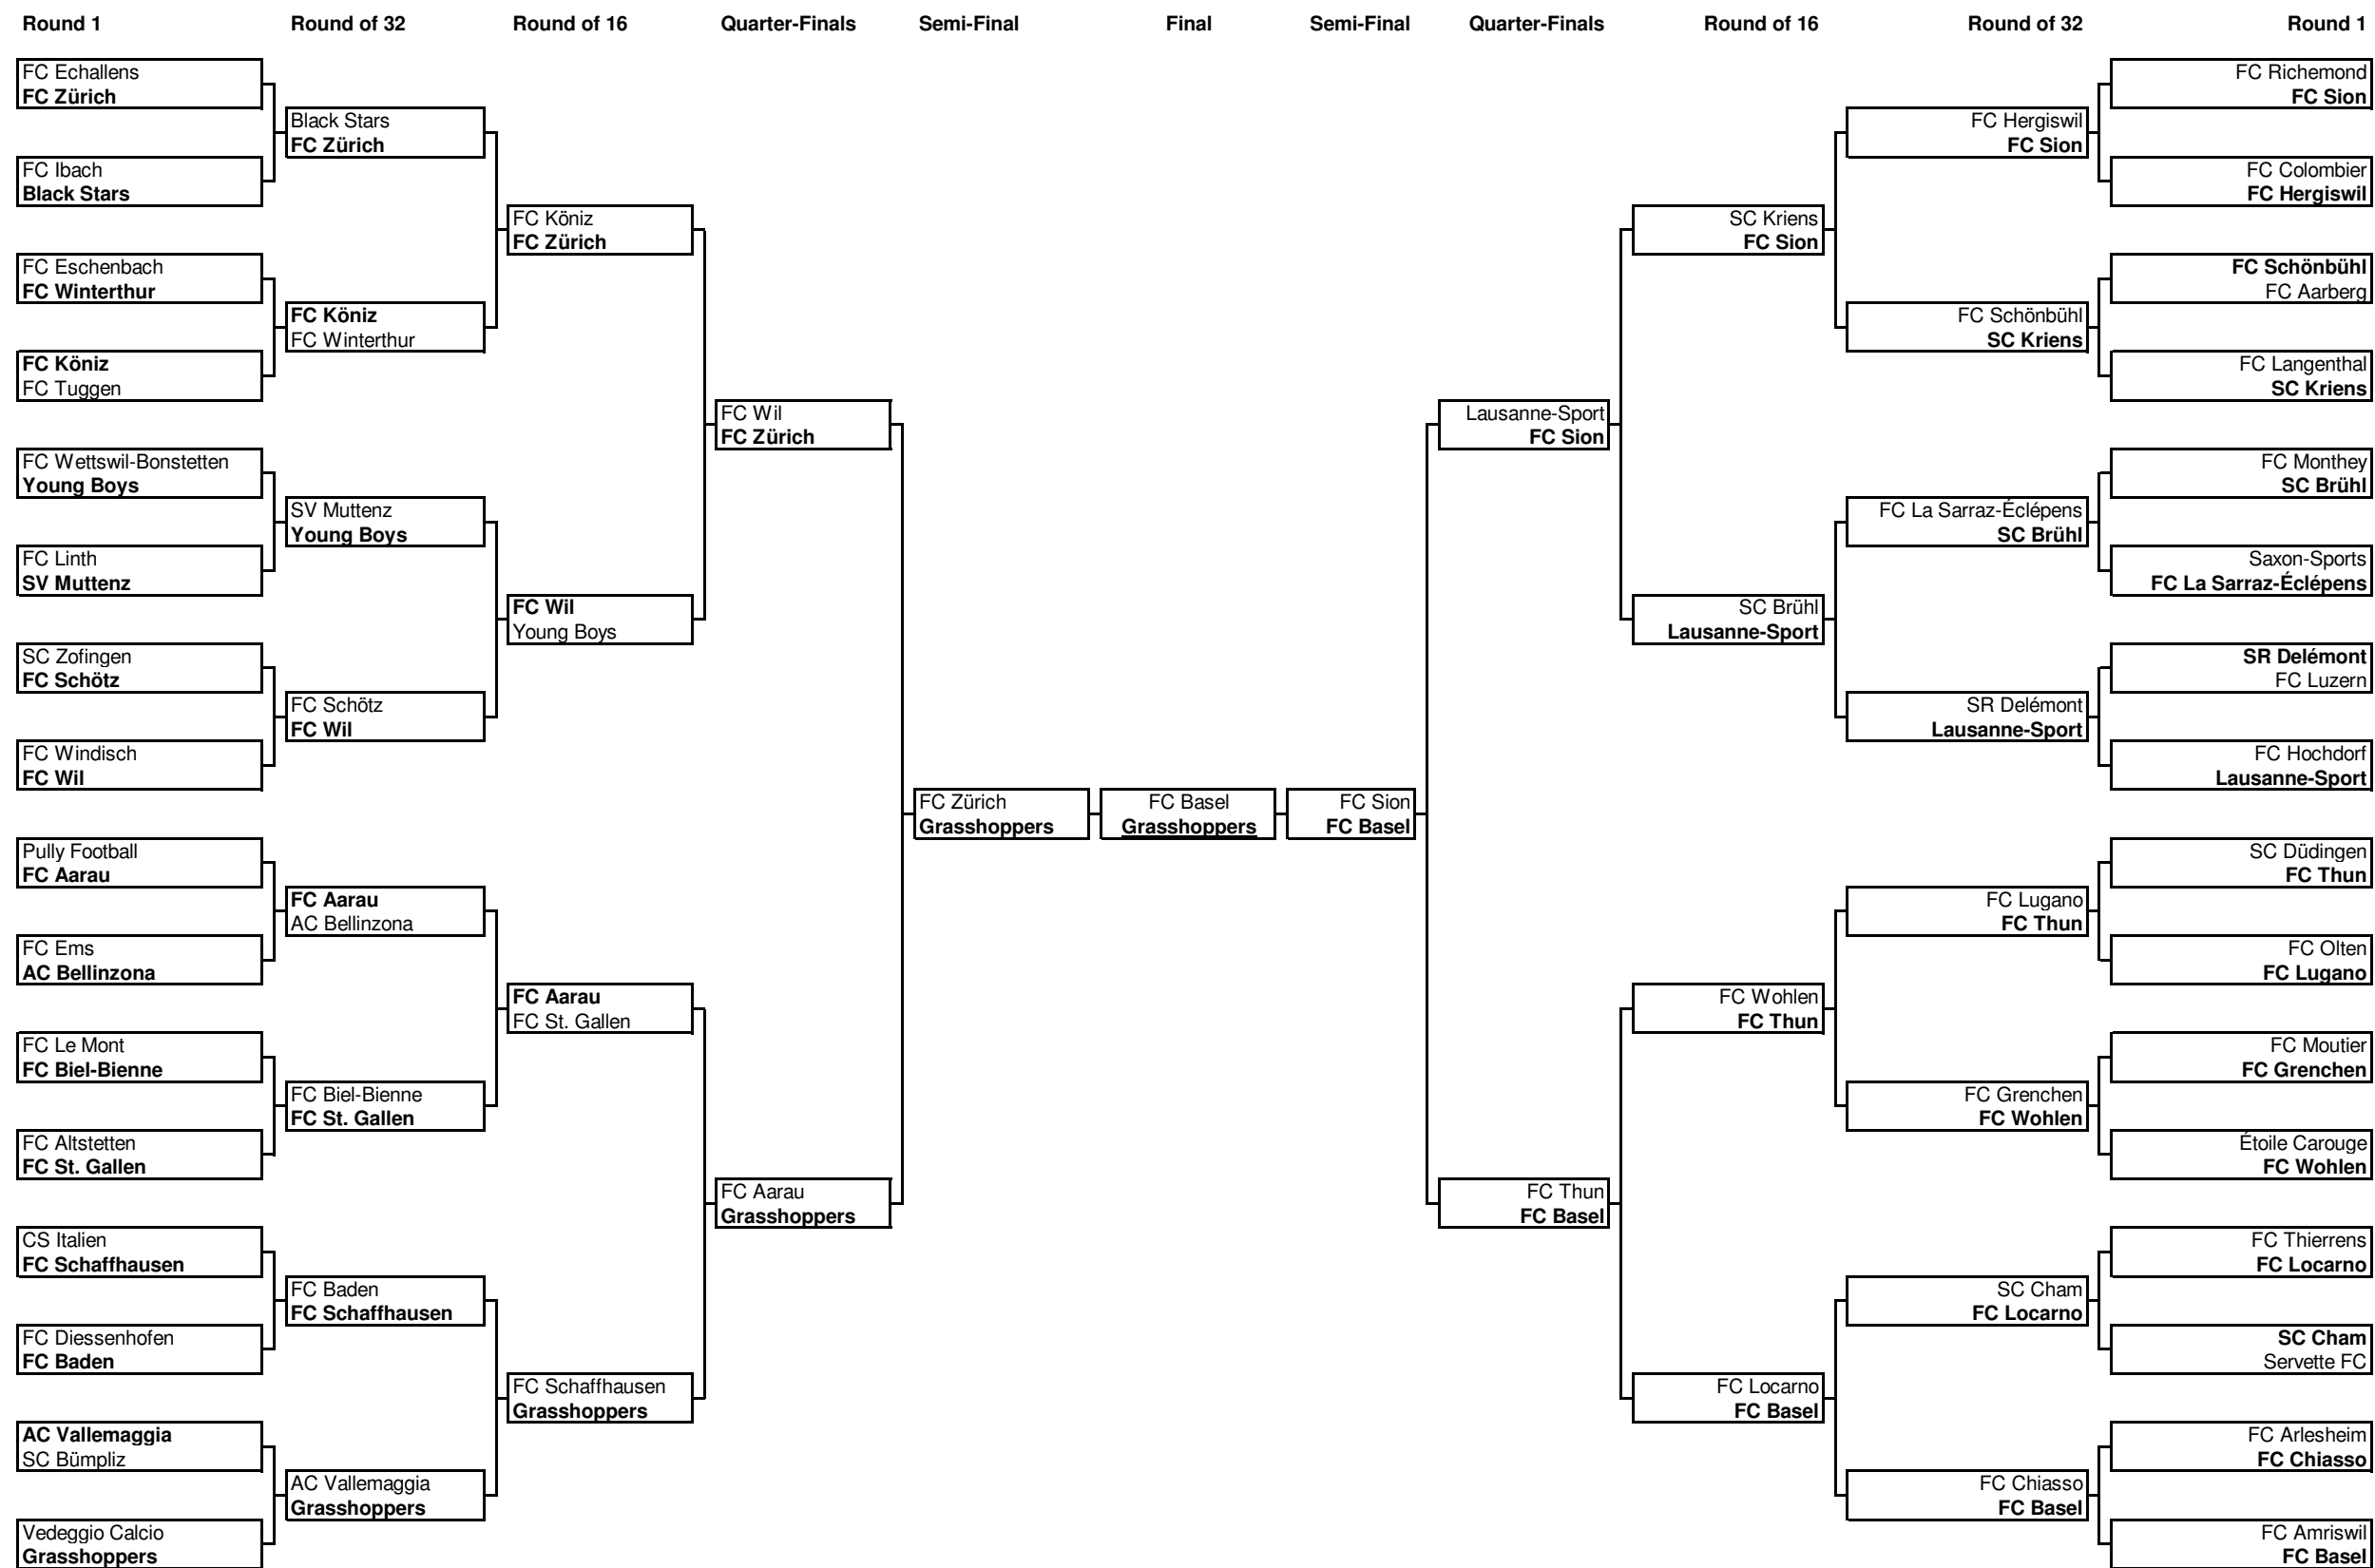 Round 1
Round of 32
Round of 16
Quarter-Finals
Semi-Final
Final
Semi-Final
Quarter-Finals
Round of 16
Round of 32
Round 1
FC Echallens
FC Zürich
FC Ibach
Black Stars
FC Eschenbach
FC Winterthur
FC Köniz
FC Tuggen
FC Wettswil-Bonstetten
Young Boys
FC Linth
SV Muttenz
SC Zofingen
FC Schötz
FC Windisch
FC Wil
Pully Football
FC Aarau
FC Ems
AC Bellinzona
FC Le Mont
FC Biel-Bienne
FC Altstetten
FC St. Gallen
CS Italien
FC Schaffhausen
FC Diessenhofen
FC Baden
AC Vallemaggia
SC Bümpliz
Vedeggio Calcio
Grasshoppers
Black Stars
FC Zürich
FC Köniz
FC Winterthur
SV Muttenz
Young Boys
FC Schötz
FC Wil
FC Aarau
AC Bellinzona
FC Biel-Bienne
FC St. Gallen
FC Baden
FC Schaffhausen
AC Vallemaggia
Grasshoppers
FC Köniz
FC Zürich
FC Wil
Young Boys
FC Aarau
FC St. Gallen
FC Schaffhausen
Grasshoppers
FC Wil
FC Zürich
FC Aarau
Grasshoppers
FC Zürich
Grasshoppers
FC Basel
Grasshoppers
FC Sion
FC Basel
Lausanne-Sport
FC Sion
FC Thun
FC Basel
SC Kriens
FC Sion
SC Brühl
Lausanne-Sport
FC Wohlen
FC Thun
FC Locarno
FC Basel
FC Hergiswil
FC Sion
FC Schönbühl
SC Kriens
FC La Sarraz-Éclépens
SC Brühl
SR Delémont
Lausanne-Sport
FC Lugano
FC Thun
FC Grenchen
FC Wohlen
SC Cham
FC Locarno
FC Chiasso
FC Basel
FC Richemond
FC Sion
FC Colombier
FC Hergiswil
FC Schönbühl
FC Aarberg
FC Langenthal
SC Kriens
FC Monthey
SC Brühl
Saxon-Sports
FC La Sarraz-Éclépens
SR Delémont
FC Luzern
FC Hochdorf
Lausanne-Sport
SC Düdingen
FC Thun
FC Olten
FC Lugano
FC Moutier
FC Grenchen
Étoile Carouge
FC Wohlen
FC Thierrens
FC Locarno
SC Cham
Servette FC
FC Arlesheim
FC Chiasso
FC Amriswil
FC Basel